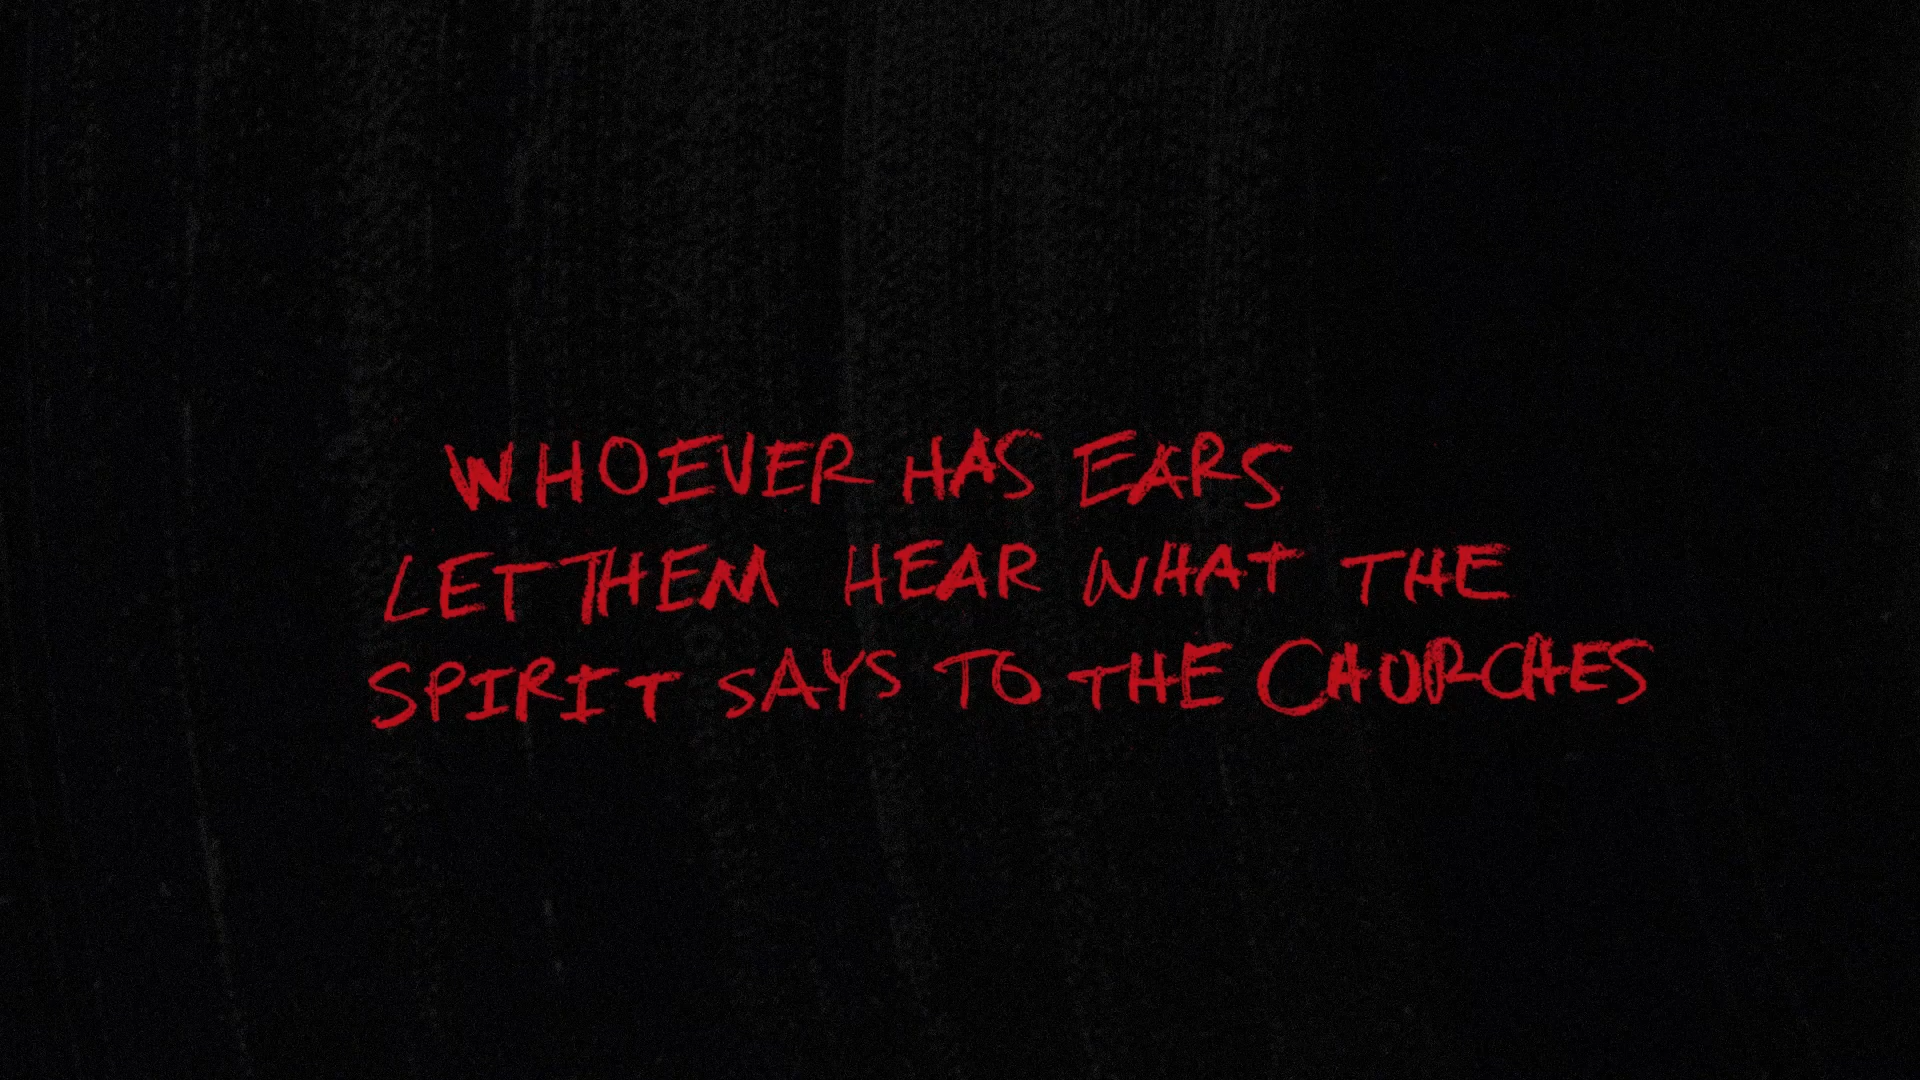 WHOEVER HAS EARS
LET THEM HEAR WHAT THE
SPIRIT SAYS TO THE CHURCHES